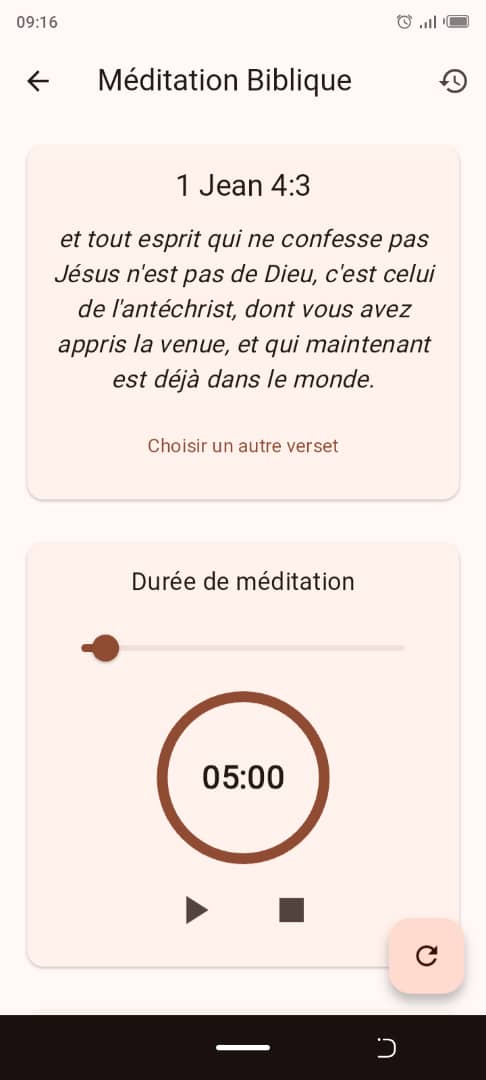 09:16
Méditation Biblique
1 Jean 4:3
et tout esprit qui ne confesse pas
Jésus n'est pas de Dieu, c'est celui
de l'antéchrist, dont vous avez
appris la venue, et qui maintenant
est déjà dans le monde.
Choisir un autre verset
Durée de méditation
05:00